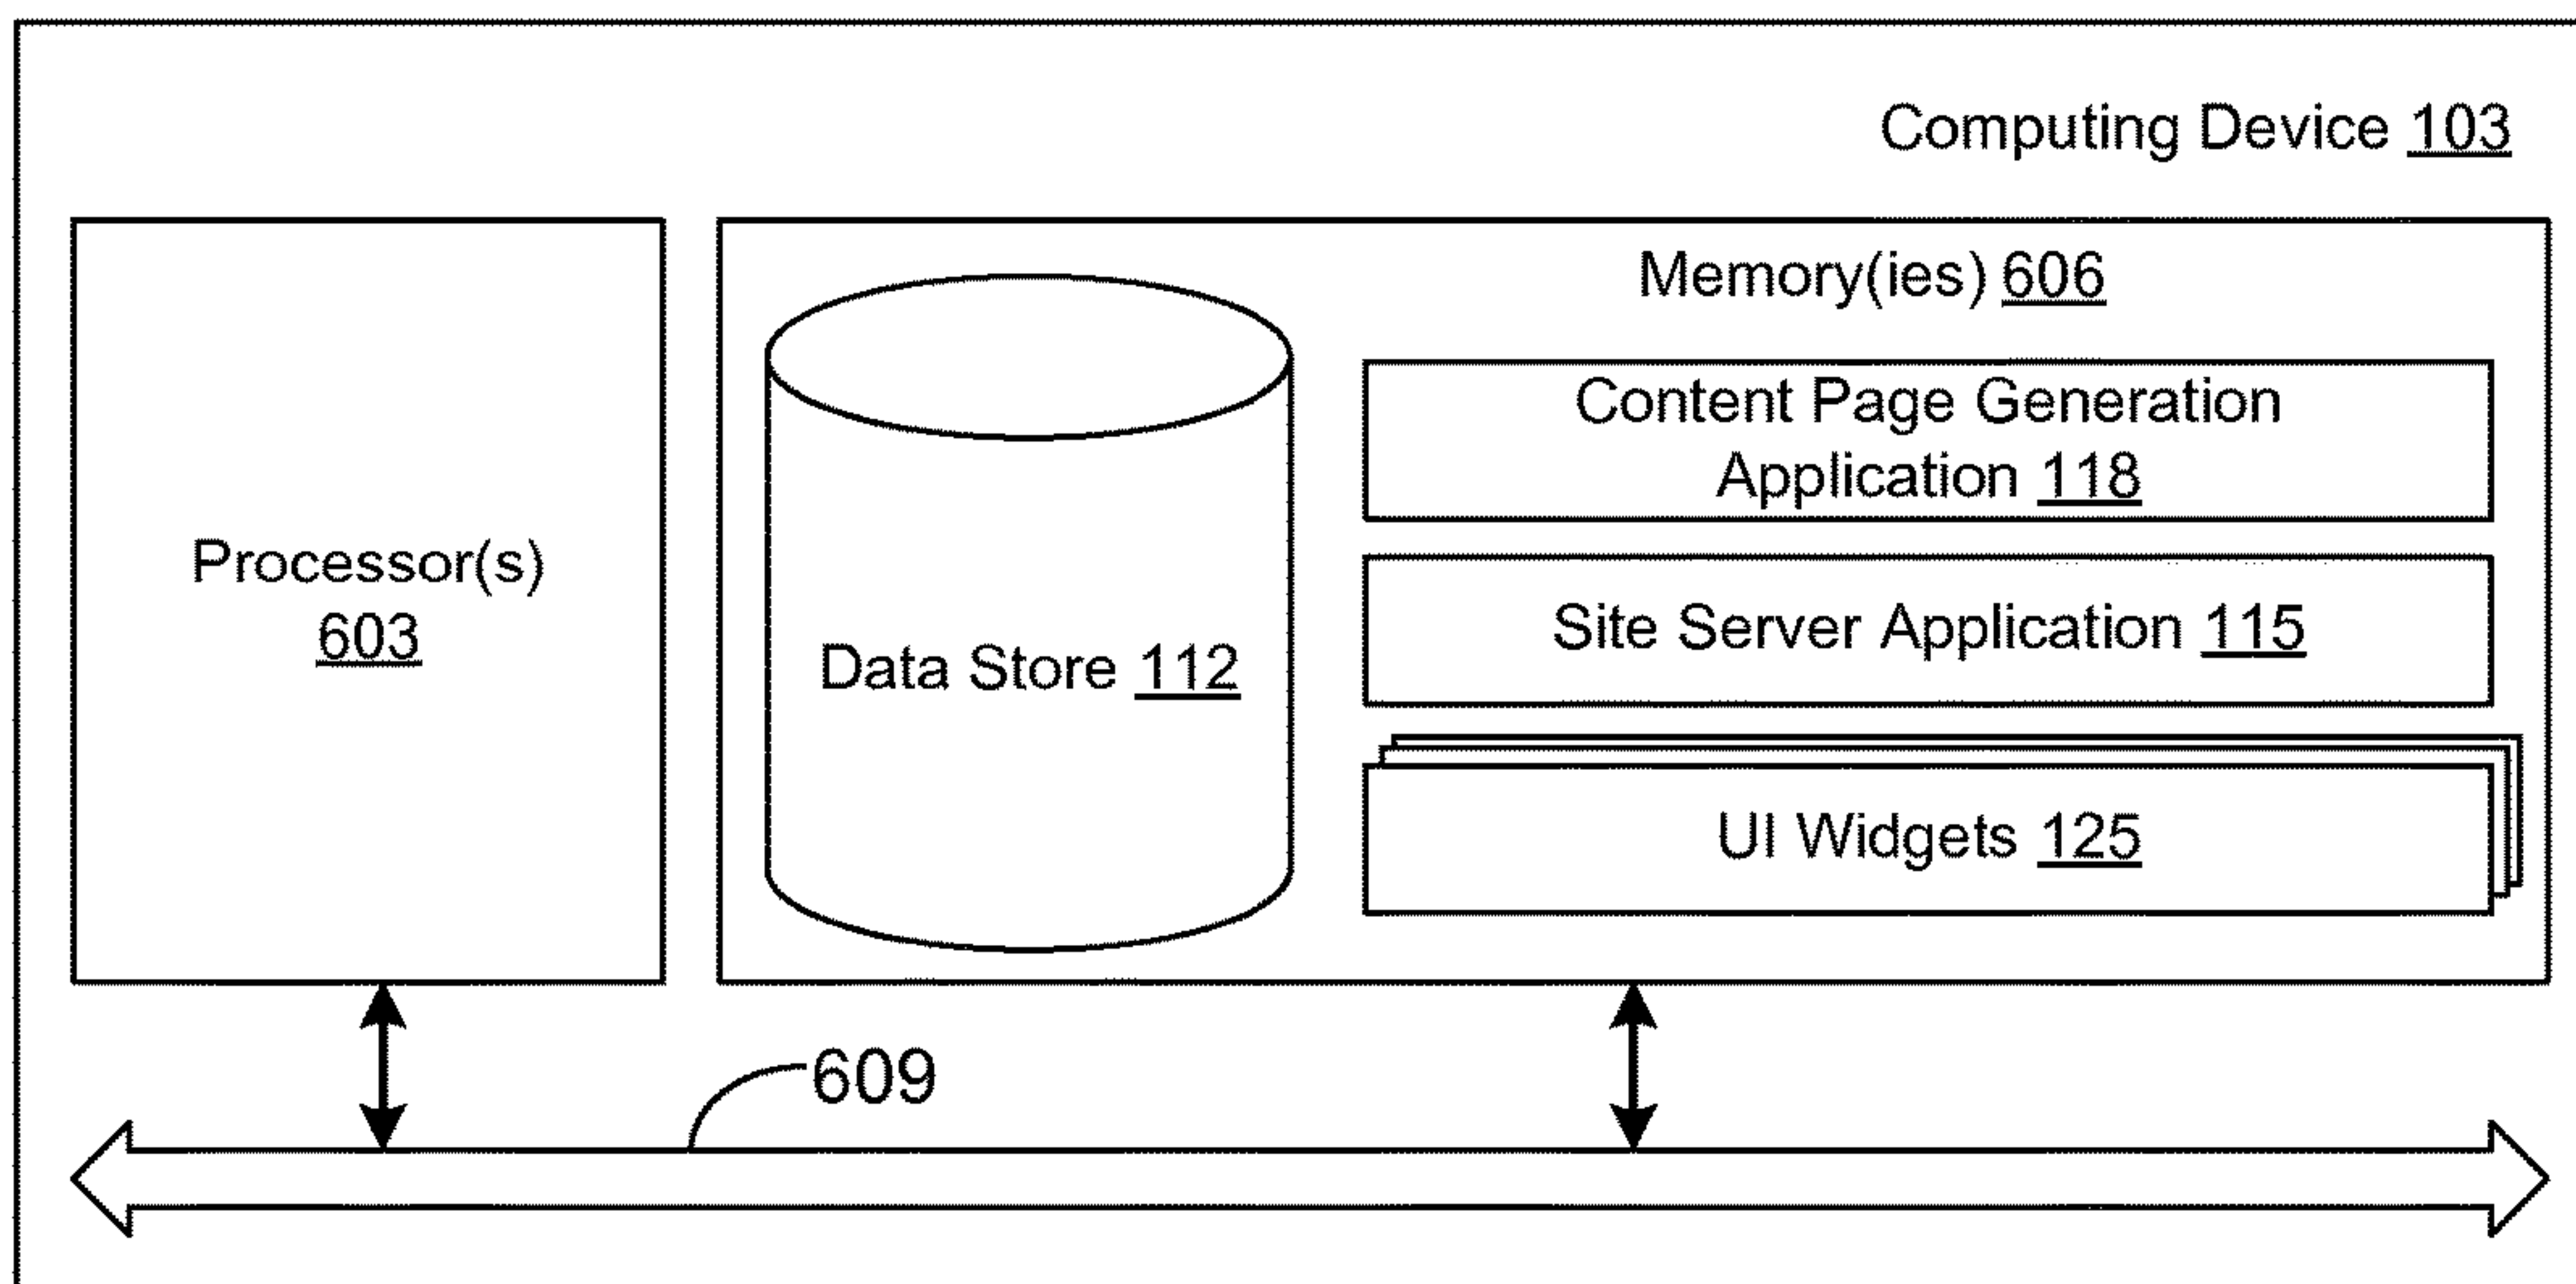 Computing Device 103
Memory(ies) 606
Content Page Generation
Application 118
Processor(s)
603
Site Server Application 115
Data Store 112
UI Widgets 125
609